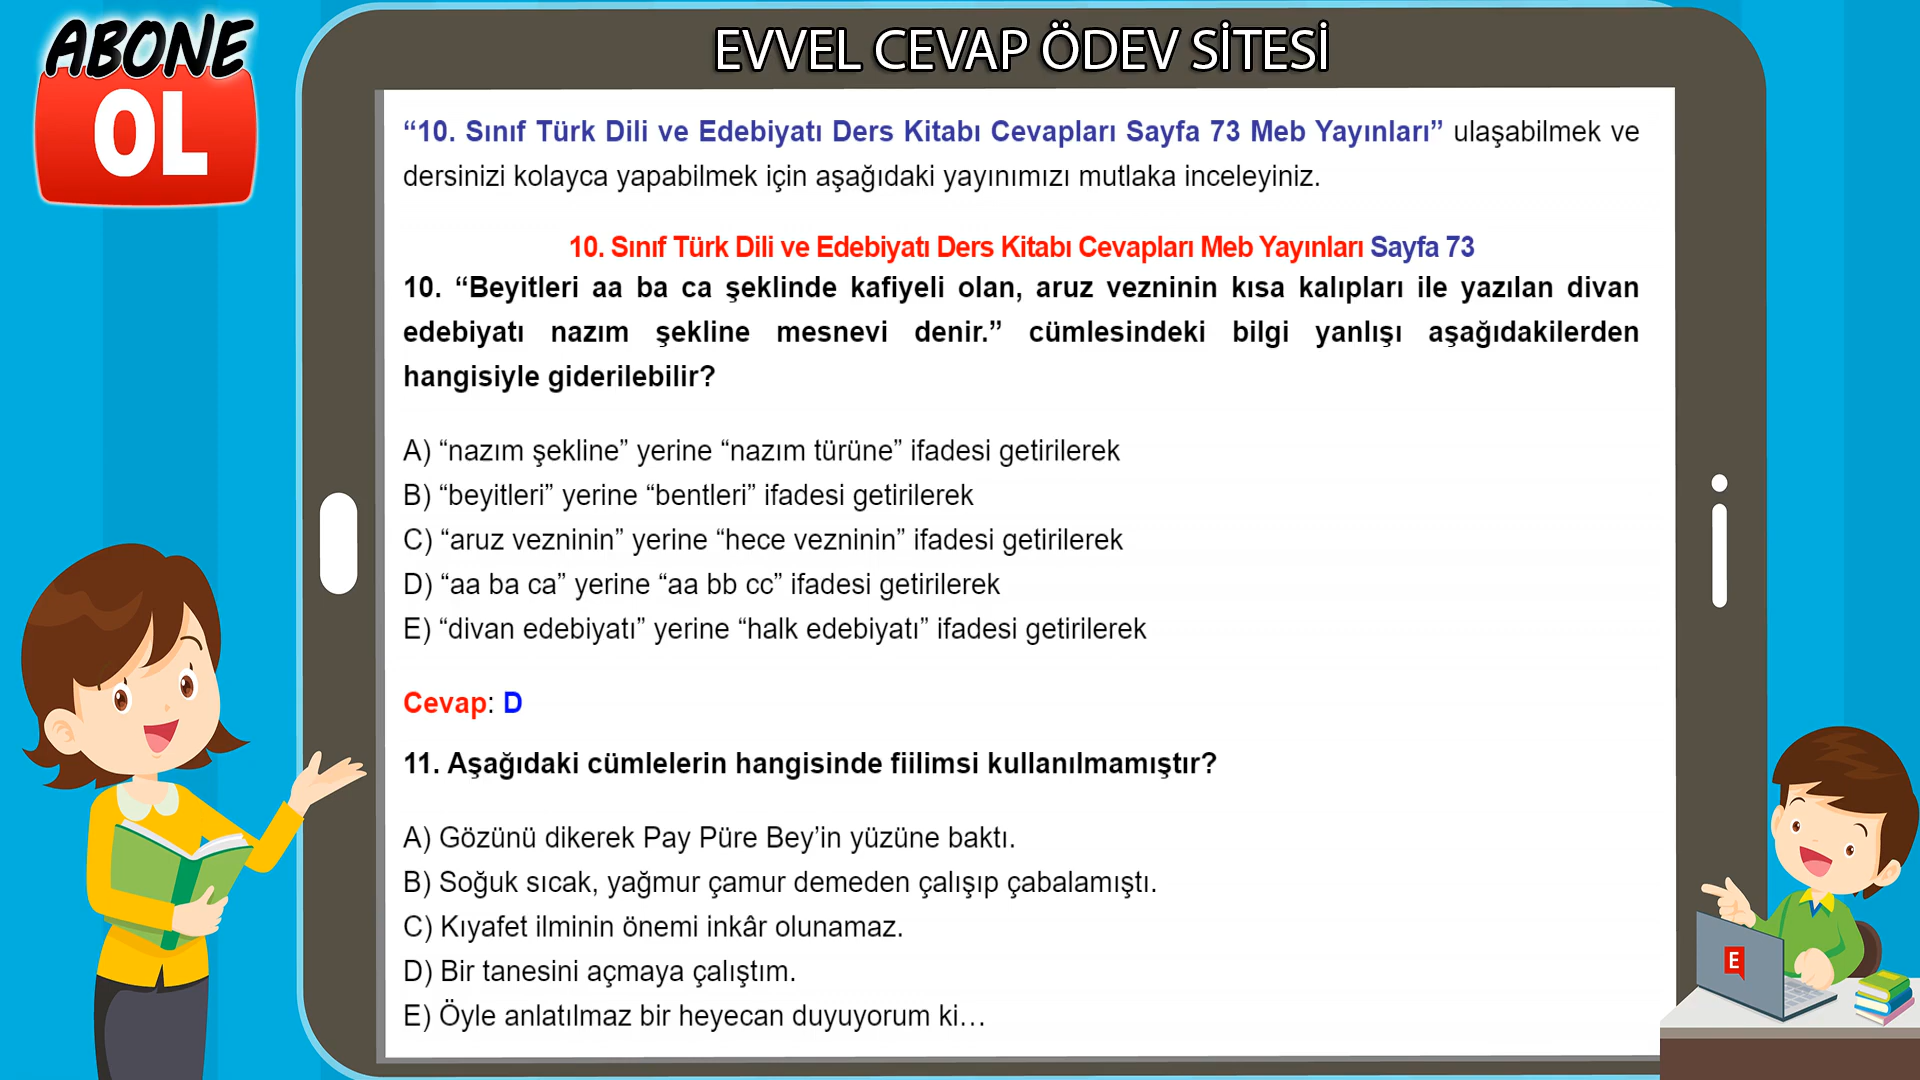 ABONE
OL
EVVEL CEVAP ÖDEV SİTESİ
“10. Sınıf Türk Dili ve Edebiyatı Ders Kitabı Cevapları Sayfa 73 Meb Yayınları” ulaşabilmek ve
dersinizi kolayca yapabilmek için aşağıdaki yayınımızı mutlaka inceleyiniz.
10. Sınıf Türk Dili ve Edebiyatı Ders Kitabı Cevapları Meb Yayınları Sayfa 73
10. “Beyitleri aa ba ca şeklinde kafiyeli olan, aruz vezninin kısa kalıpları ile yazılan divan
edebiyatı nazım şekline mesnevi denir.” cümlesindeki bilgi yanlışı aşağıdakilerden
hangisiyle giderilebilir?
A) “nazım şekline” yerine “nazım türüne” ifadesi getirilerek
B) “beyitleri” yerine “bentleri” ifadesi getirilerek
C) “aruz vezninin” yerine “hece vezninin” ifadesi getirilerek
D) “aa ba ca” yerine “aa bb cc” ifadesi getirilerek
E) “divan edebiyatı” yerine “halk edebiyatı” ifadesi getirilerek
Cevap: D
11. Aşağıdaki cümlelerin hangisinde fiilimsi kullanılmamıştır?
A) Gözünü dikerek Pay Püre Bey’in yüzüne baktı.
B) Soğuk sıcak, yağmur çamur demeden çalışıp çabalamıştı.
C) Kıyafet ilminin önemi inkâr olunamaz.
D) Bir tanesini açmaya çalıştım.
E) Öyle anlatılmaz bir heyecan duyuyorum ki…
E